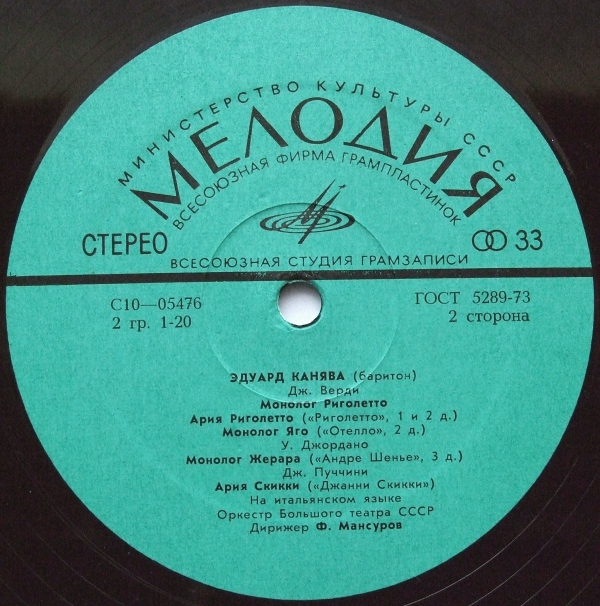 МИНИСТЕРСТВО КУЛЬТУРЫ СССР
МЕЛОДИЯ
ВСЕСОЮЗНАЯ ФИРМА ГРАМПЛАСТИНОК
СТЕРЕО
33
ВСЕСОЮЗНАЯ СТУДИЯ ГРАМЗАПИСИ
С10—05476
ГОСТ 5289-73
2 гр. 1-20
2 сторона
ЭДУАРД КАНЯВА (баритон)
Дж. Верди
Монолог Риголетто
Ария Риголетто («Риголетто», 1 и 2 д.)
Монолог Яго («Отелло», 2 д.)
У. Джордано
Монолог Жерара («Андре Шенье», 3 д.)
Дж. Пуччини
Ария Скикки («Джанни Скикки»)
На итальянском языке
Оркестр Большого театра СССР
Дирижер Ф. Мансуров